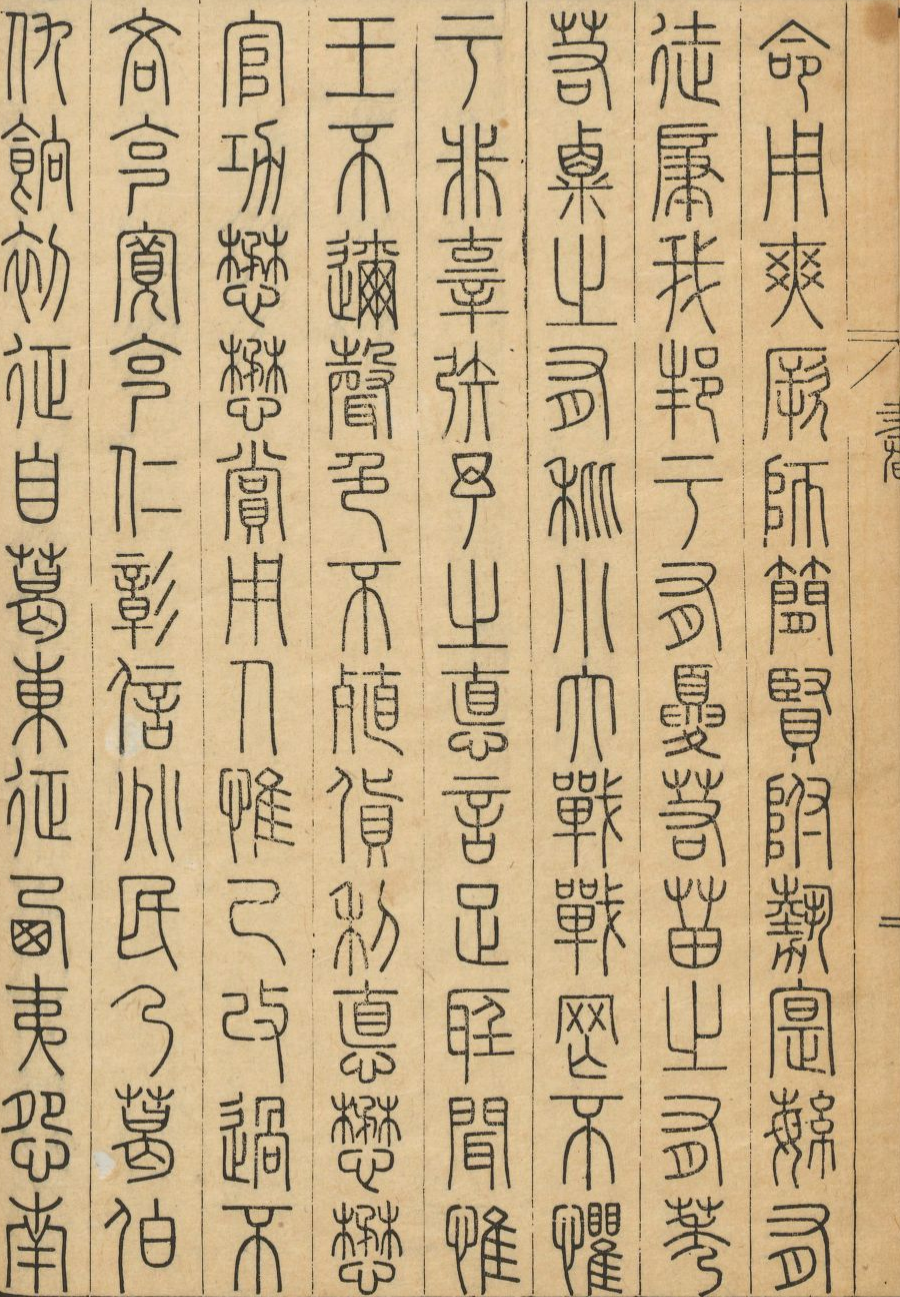 命用爽厥師簡賢附勢寔繁有
徒肇我邦于有夏若苗之有莠
若粟之有秕小大戰戰罔不懼
于非辜矧予之悳言足聽聞惟
王不邇聲色不殖貨利悳懋懋
官功懋懋賞用人惟己改過不
吝克寬克仁彰信兆民乃葛伯
仇餉初征自葛東征西夷怨南